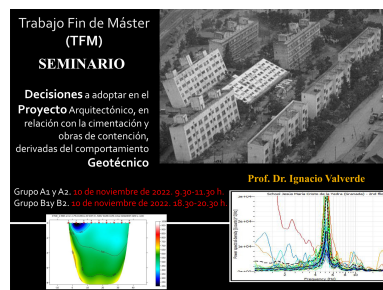 Trabajo Fin de Máster
(TFM)
SEMINARIO
Decisiones a adoptar en el
Proyecto Arquitectónico, en
relación con la cimentación y
obras de contención,
derivadas del comportamiento
Geotécnico
Prof. Dr. Ignacio Valverde
Grupo A1 y A2. 10 de noviembre de 2022. 9.30-11.30 h.
Grupo B1y B2. 10 de noviembre de 2022. 18.30-20.30 h.